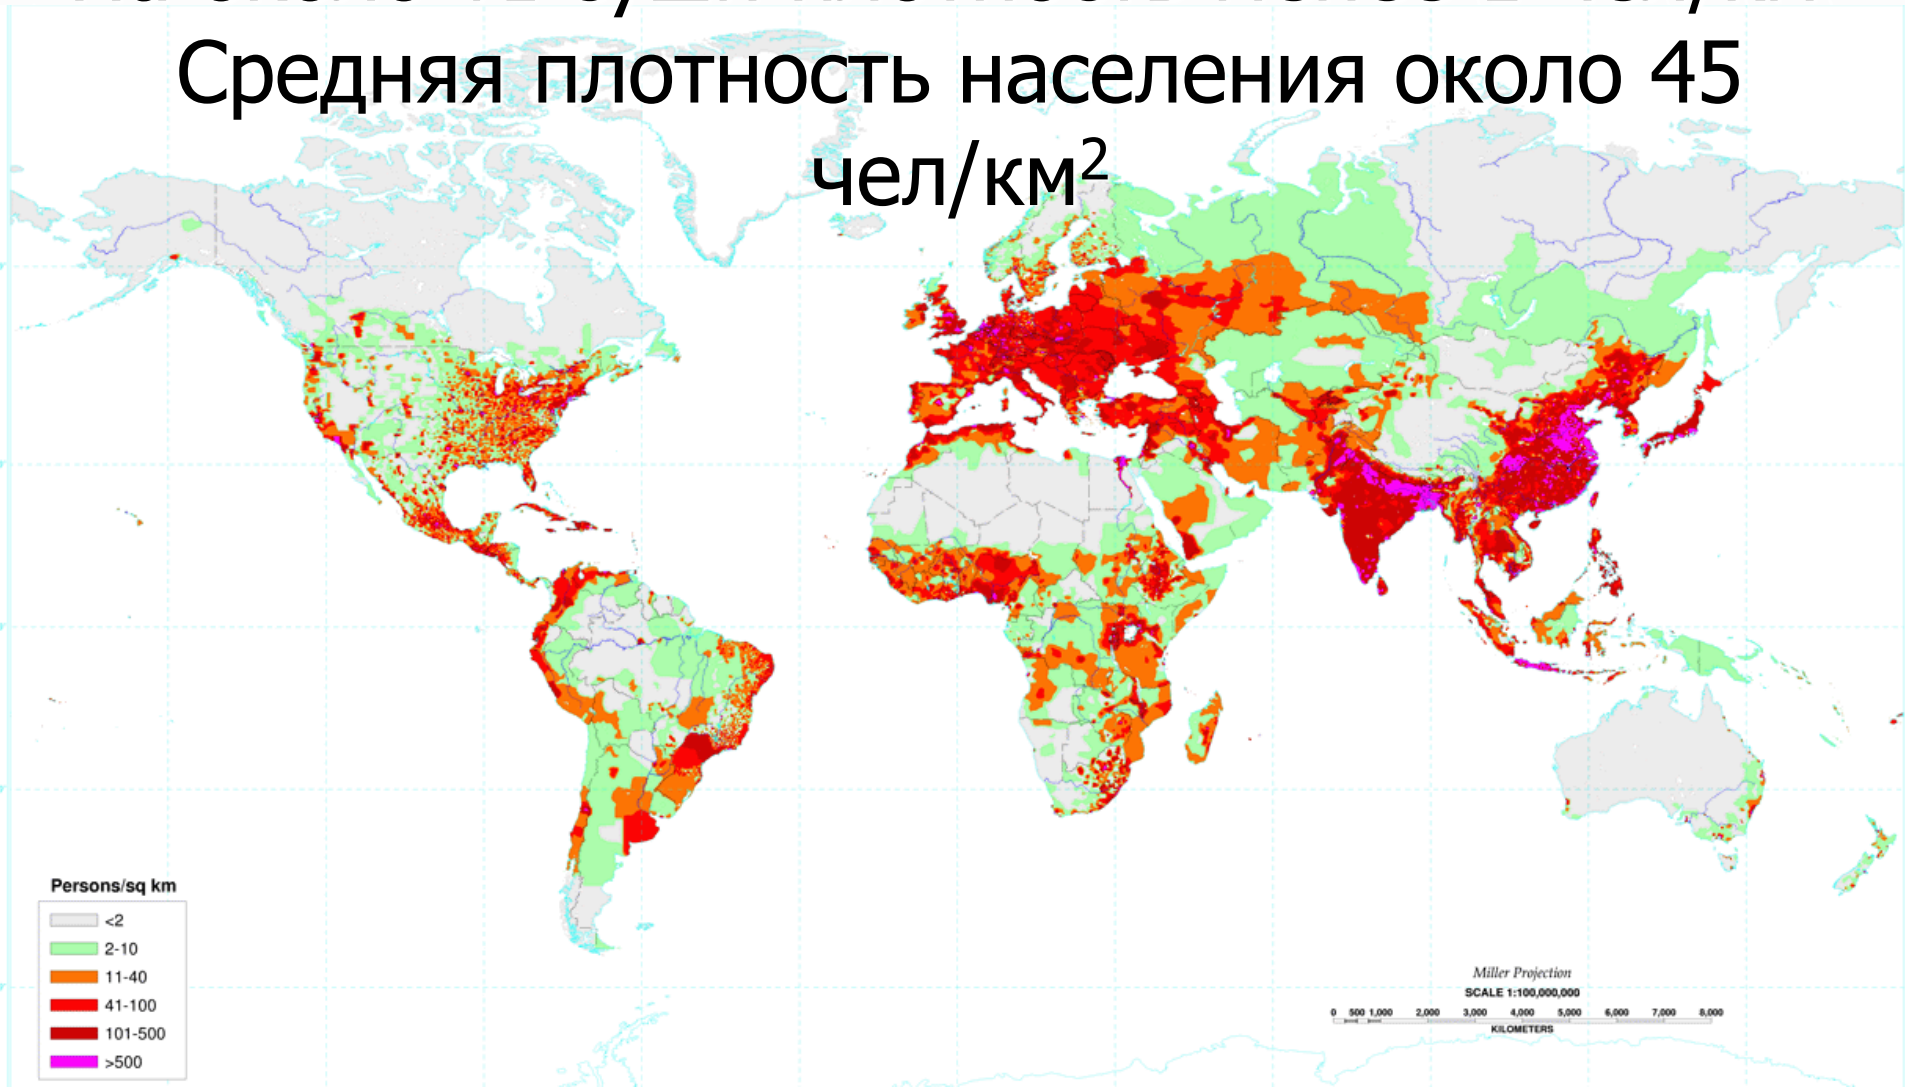 Средняя плотность населения около 45
чел/км²
Persons/sq km
<2
2-10
11-40
41-100
101-500
>500
Miller Projection
SCALE 1:100,000,000
0 500 1,000 2,000 3,000 4,000 5,000 6,000 7,000 8,000
KILOMETERS